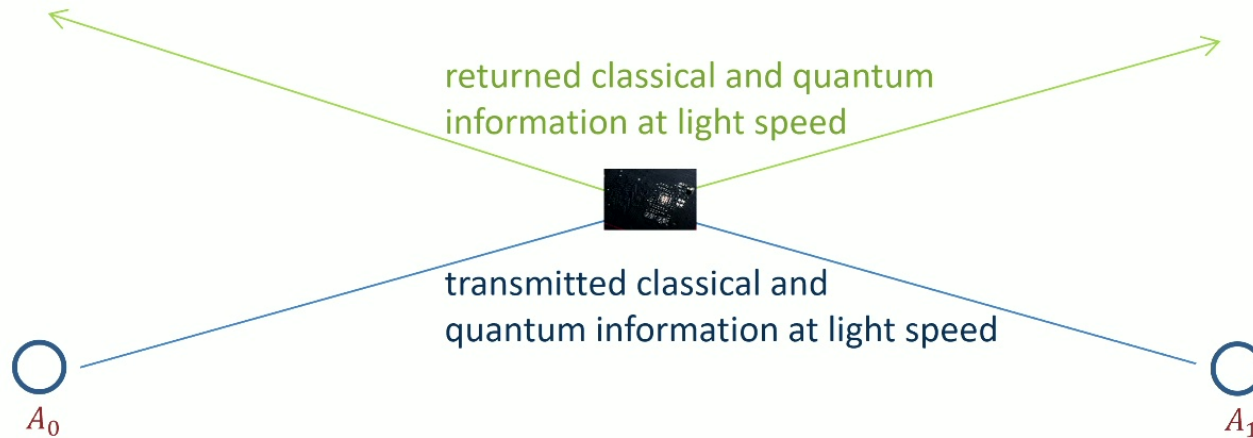 returned classical and quantum
information at light speed
transmitted classical and
quantum information at light speed
A₀
A₁